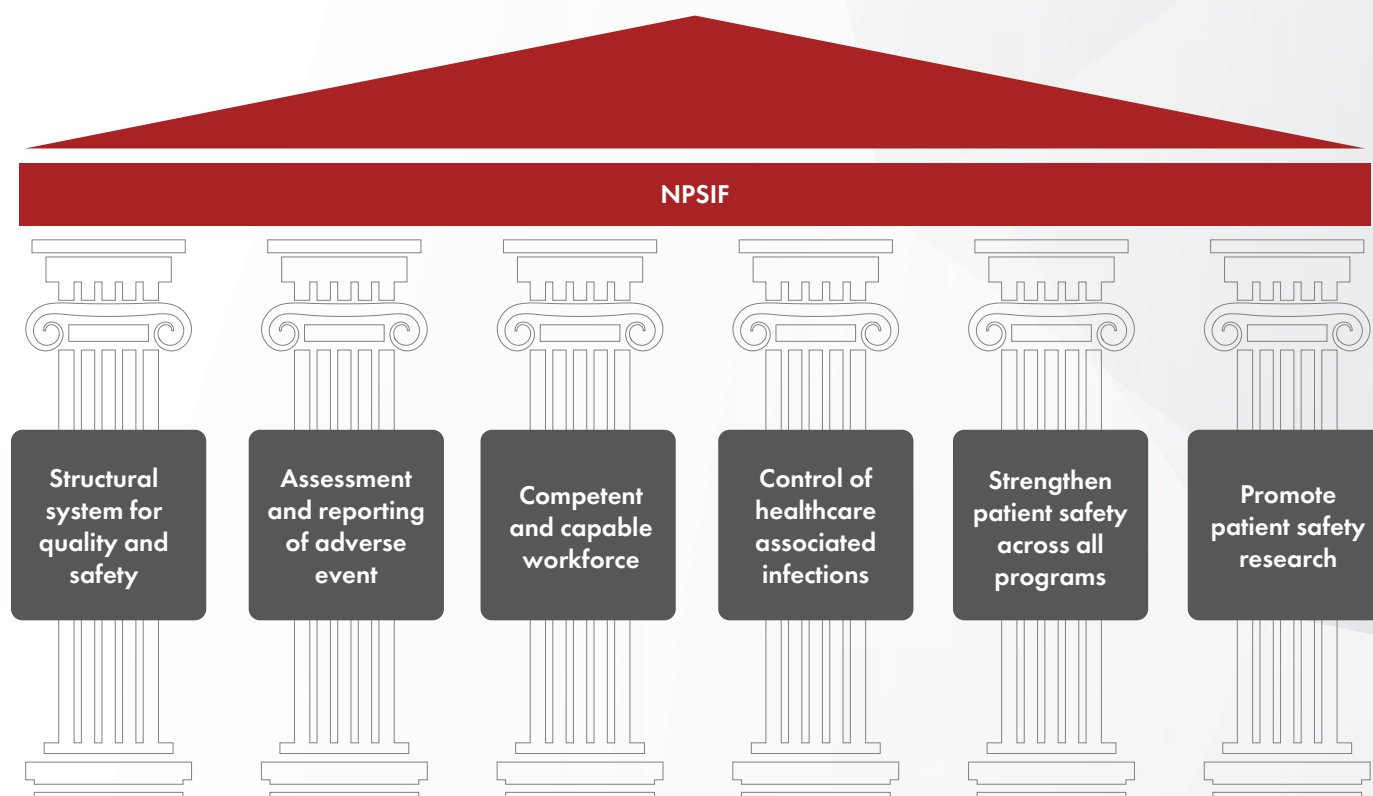 NPSIF
Structural
system for
quality and
safety
Assessment
and reporting
of adverse
event
Competent
and capable
workforce
Control of
healthcare
associated
infections
Strengthen
patient safety
across all
programs
Promote
patient safety
research